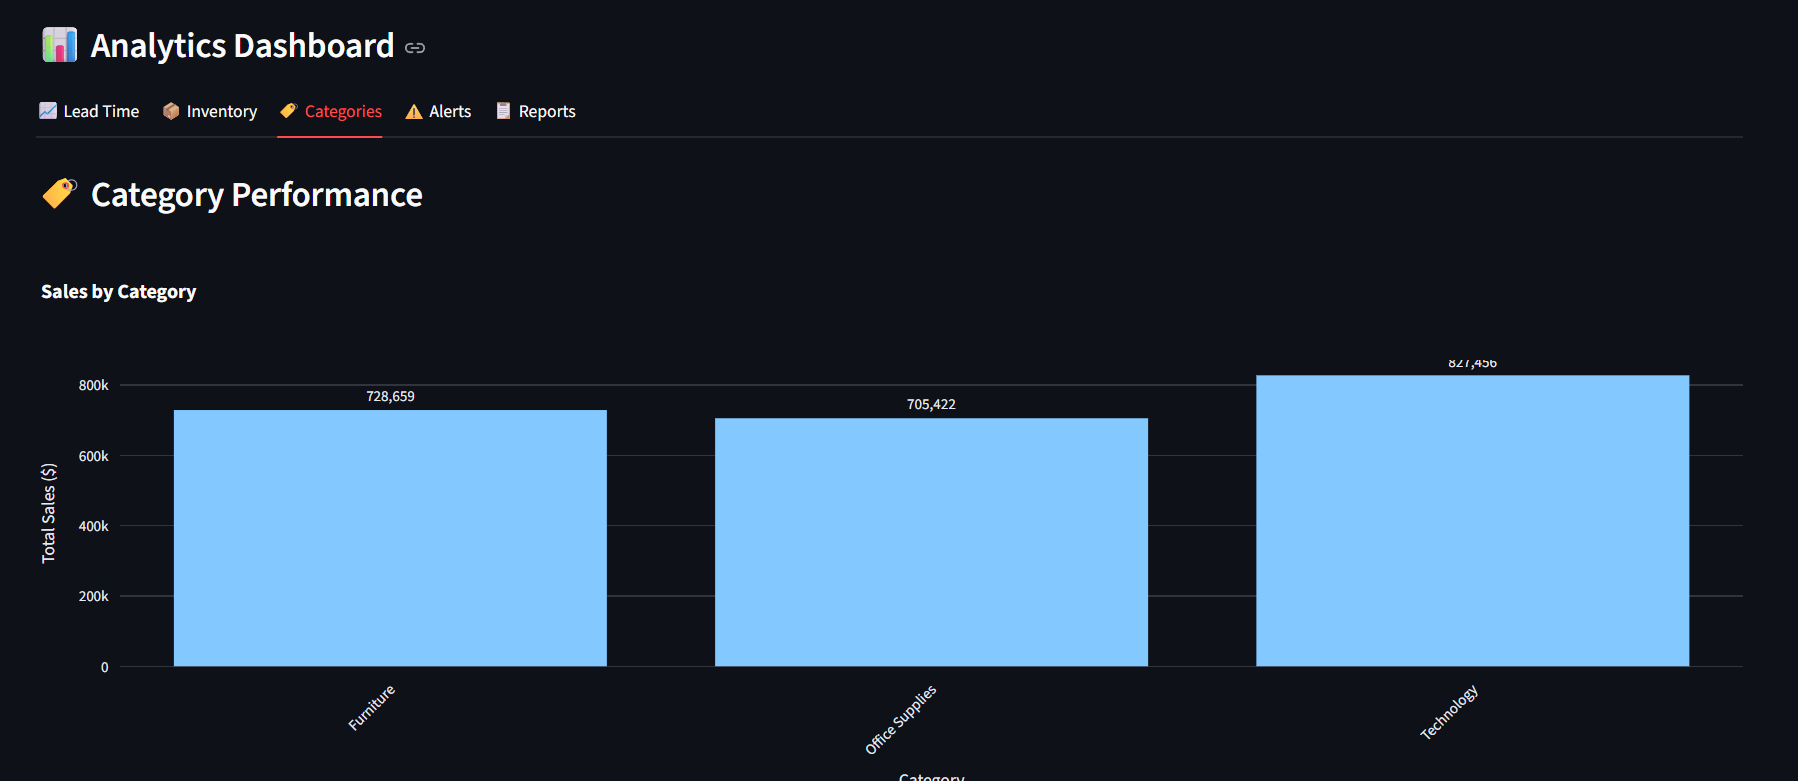 Analytics Dashboard
Lead Time Inventory Categories Alerts Reports
Category Performance
Sales by Category
827,456
800k
728,659
705,422
600k
400k
200k
0
Total Sales ($)
Furniture
Office Supplies
Technology
Category